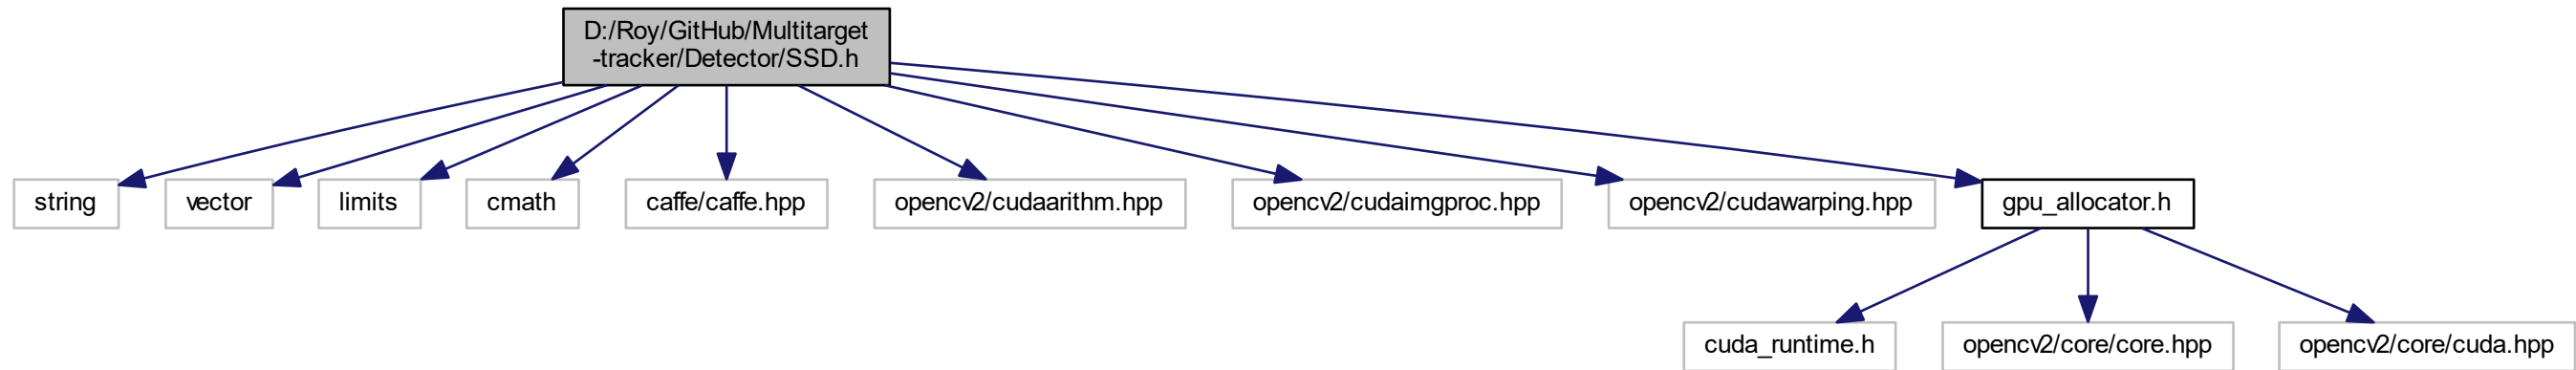 D:/Roy/GitHub/Multitarget
-tracker/Detector/SSD.h
string
vector
limits
cmath
caffe/caffe.hpp
opencv2/cudaarithm.hpp
opencv2/cudaimgproc.hpp
opencv2/cudawarping.hpp
gpu_allocator.h
cuda_runtime.h
opencv2/core/core.hpp
opencv2/core/cuda.hpp